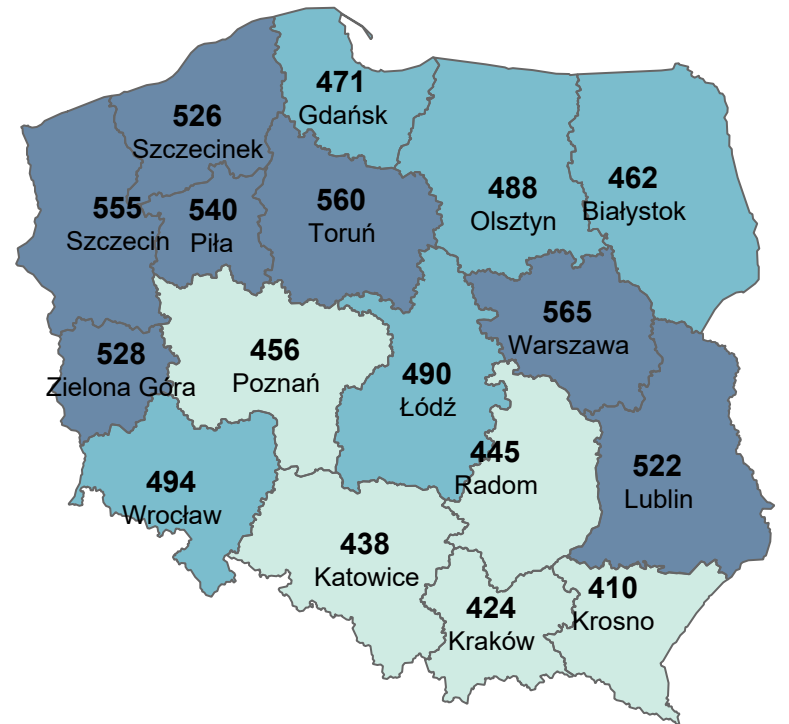 471
Gdańsk
526
Szczecinek
488
Olsztyn
462
Białystok
555
Szczecin
540
Piła
560
Toruń
565
Warszawa
528
Zielona Góra
456
Poznań
490
Łódź
445
Radom
522
Lublin
494
Wrocław
438
Katowice
424
Kraków
410
Krosno